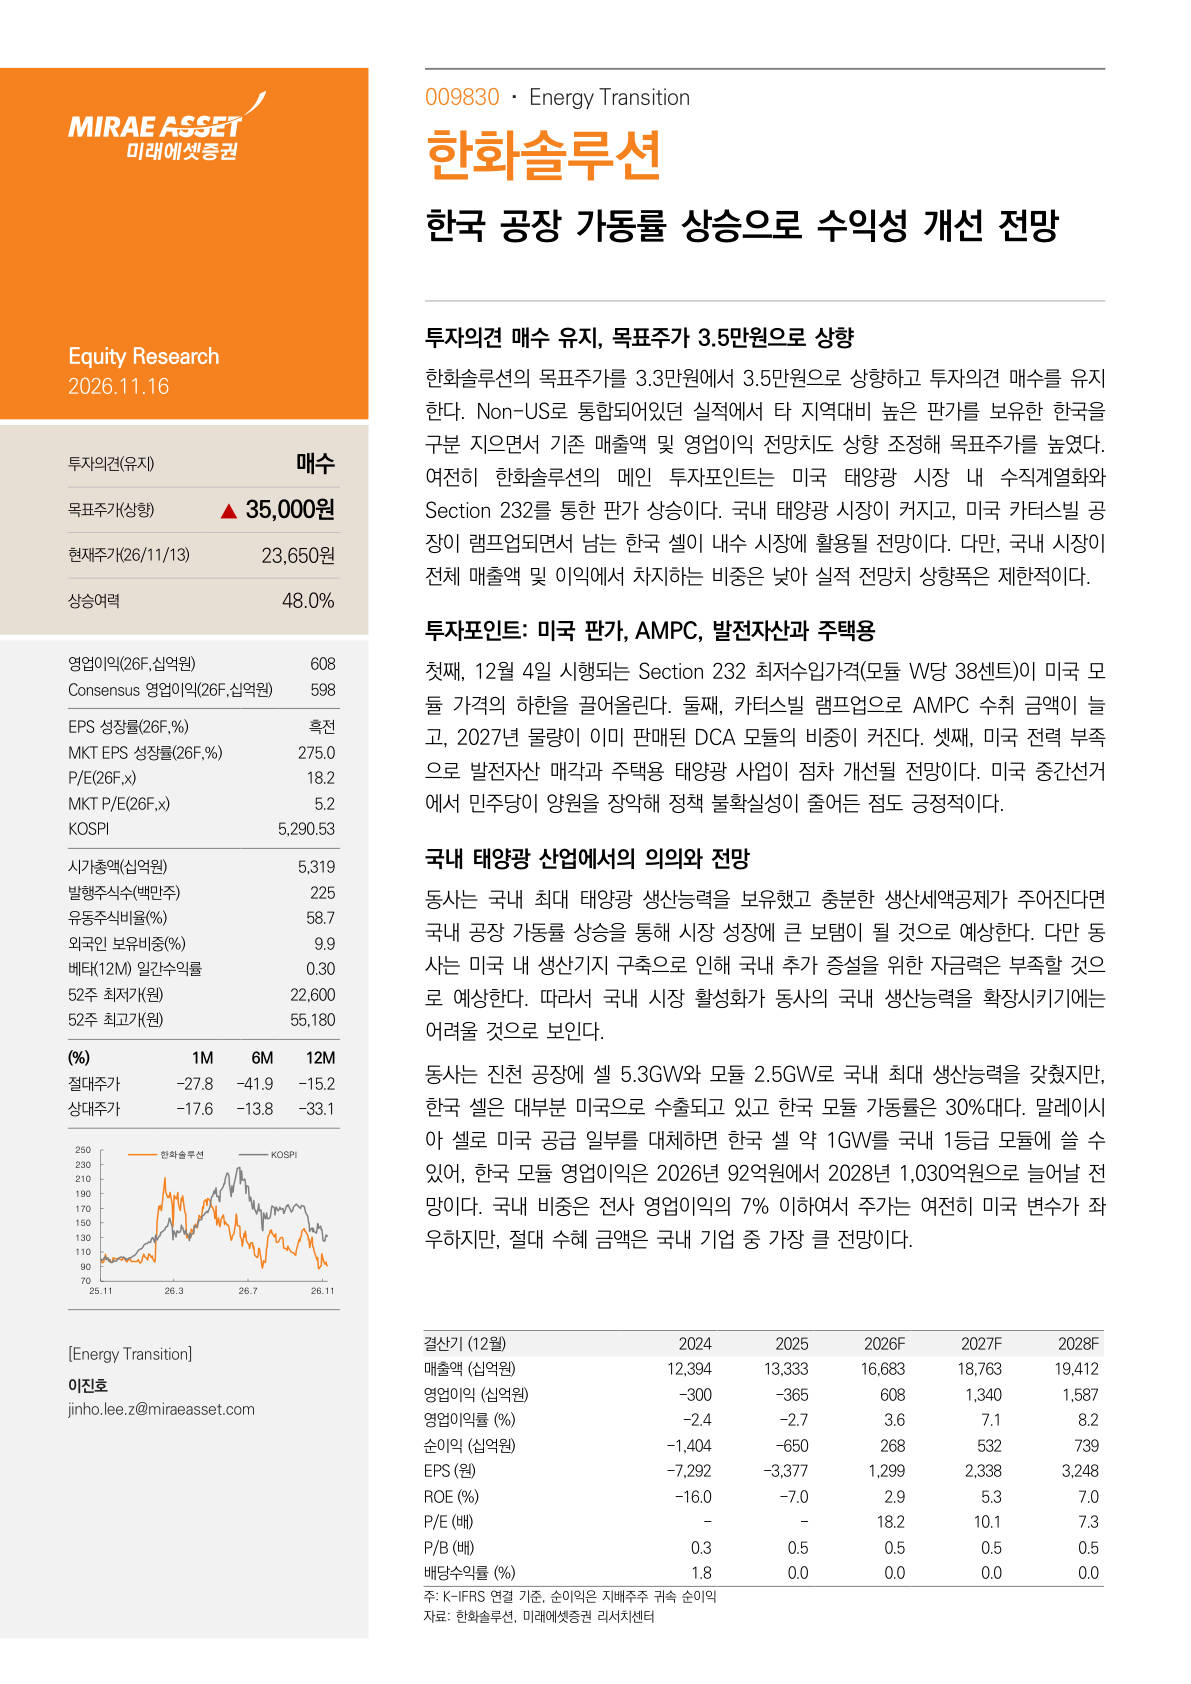 MIRAE ASSET
미래에셋증권
Equity Research
2026.11.16
투자의견(유지) 매수
목표주가(상향) ▲ 35,000원
현재주가(26/11/13) 23,650원
상승여력 48.0%
영업이익(26F,십억원) 608
Consensus 영업이익(26F,십억원) 598
EPS 성장률(26F,%) 흑전
MKT EPS 성장률(26F,%) 275.0
P/E(26F,x) 18.2
MKT P/E(26F,x) 5.2
KOSPI 5,290.53
시가총액(십억원) 5,319
발행주식수(백만주) 225
유동주식비율(%) 58.7
외국인 보유비중(%) 9.9
베타(12M) 일간수익률 0.30
52주 최저가(원) 22,600
52주 최고가(원) 55,180
(%) 1M 6M 12M
절대주가 -27.8 -41.9 -15.2
상대주가 -17.6 -13.8 -33.1
한화솔루션 KOSPI
250
230
210
190
170
150
130
110
90
70
25.11 26.3 26.7 26.11
[Energy Transition]
이진호
jinho.lee.z@miraeasset.com
009830 · Energy Transition
한화솔루션
한국 공장 가동률 상승으로 수익성 개선 전망
투자의견 매수 유지, 목표주가 3.5만원으로 상향
한화솔루션의 목표주가를 3.3만원에서 3.5만원으로 상향하고 투자의견 매수를 유지
한다. Non-US로 통합되어있던 실적에서 타 지역대비 높은 판가를 보유한 한국을
구분 지으면서 기존 매출액 및 영업이익 전망치도 상향 조정해 목표주가를 높였다.
여전히 한화솔루션의 메인 투자포인트는 미국 태양광 시장 내 수직계열화와
Section 232를 통한 판가 상승이다. 국내 태양광 시장이 커지고, 미국 카터스빌 공
장이 램프업되면서 남는 한국 셀이 내수 시장에 활용될 전망이다. 다만, 국내 시장이
전체 매출액 및 이익에서 차지하는 비중은 낮아 실적 전망치 상향폭은 제한적이다.
투자포인트: 미국 판가, AMPC, 발전자산과 주택용
첫째, 12월 4일 시행되는 Section 232 최저수입가격(모듈 W당 38센트)이 미국 모
듈 가격의 하한을 끌어올린다. 둘째, 카터스빌 램프업으로 AMPC 수취 금액이 늘
고, 2027년 물량이 이미 판매된 DCA 모듈의 비중이 커진다. 셋째, 미국 전력 부족
으로 발전자산 매각과 주택용 태양광 사업이 점차 개선될 전망이다. 미국 중간선거
에서 민주당이 양원을 장악해 정책 불확실성이 줄어든 점도 긍정적이다.
국내 태양광 산업에서의 의의와 전망
동사는 국내 최대 태양광 생산능력을 보유했고 충분한 생산세액공제가 주어진다면
국내 공장 가동률 상승을 통해 시장 성장에 큰 보탬이 될 것으로 예상한다. 다만 동
사는 미국 내 생산기지 구축으로 인해 국내 추가 증설을 위한 자금력은 부족할 것으
로 예상한다. 따라서 국내 시장 활성화가 동사의 국내 생산능력을 확장시키기에는
어려울 것으로 보인다.
동사는 진천 공장에 셀 5.3GW와 모듈 2.5GW로 국내 최대 생산능력을 갖췄지만,
한국 셀은 대부분 미국으로 수출되고 있고 한국 모듈 가동률은 30%대다. 말레이시
아 셀로 미국 공급 일부를 대체하면 한국 셀 약 1GW를 국내 1등급 모듈에 쓸 수
있어, 한국 모듈 영업이익은 2026년 92억원에서 2028년 1,030억원으로 늘어날 전
망이다. 국내 비중은 전사 영업이익의 7% 이하여서 주가는 여전히 미국 변수가 좌
우하지만, 절대 수혜 금액은 국내 기업 중 가장 클 전망이다.
결산기 (12월) 2024 2025 2026F 2027F 2028F
매출액 (십억원) 12,394 13,333 16,683 18,763 19,412
영업이익 (십억원) -300 -365 608 1,340 1,587
영업이익률 (%) -2.4 -2.7 3.6 7.1 8.2
순이익 (십억원) -1,404 -650 268 532 739
EPS (원) -7,292 -3,377 1,299 2,338 3,248
ROE (%) -16.0 -7.0 2.9 5.3 7.0
P/E (배) - - 18.2 10.1 7.3
P/B (배) 0.3 0.5 0.5 0.5 0.5
배당수익률 (%) 1.8 0.0 0.0 0.0 0.0
주: K-IFRS 연결 기준, 순이익은 지배주주 귀속 순이익
자료: 한화솔루션, 미래에셋증권 리서치센터